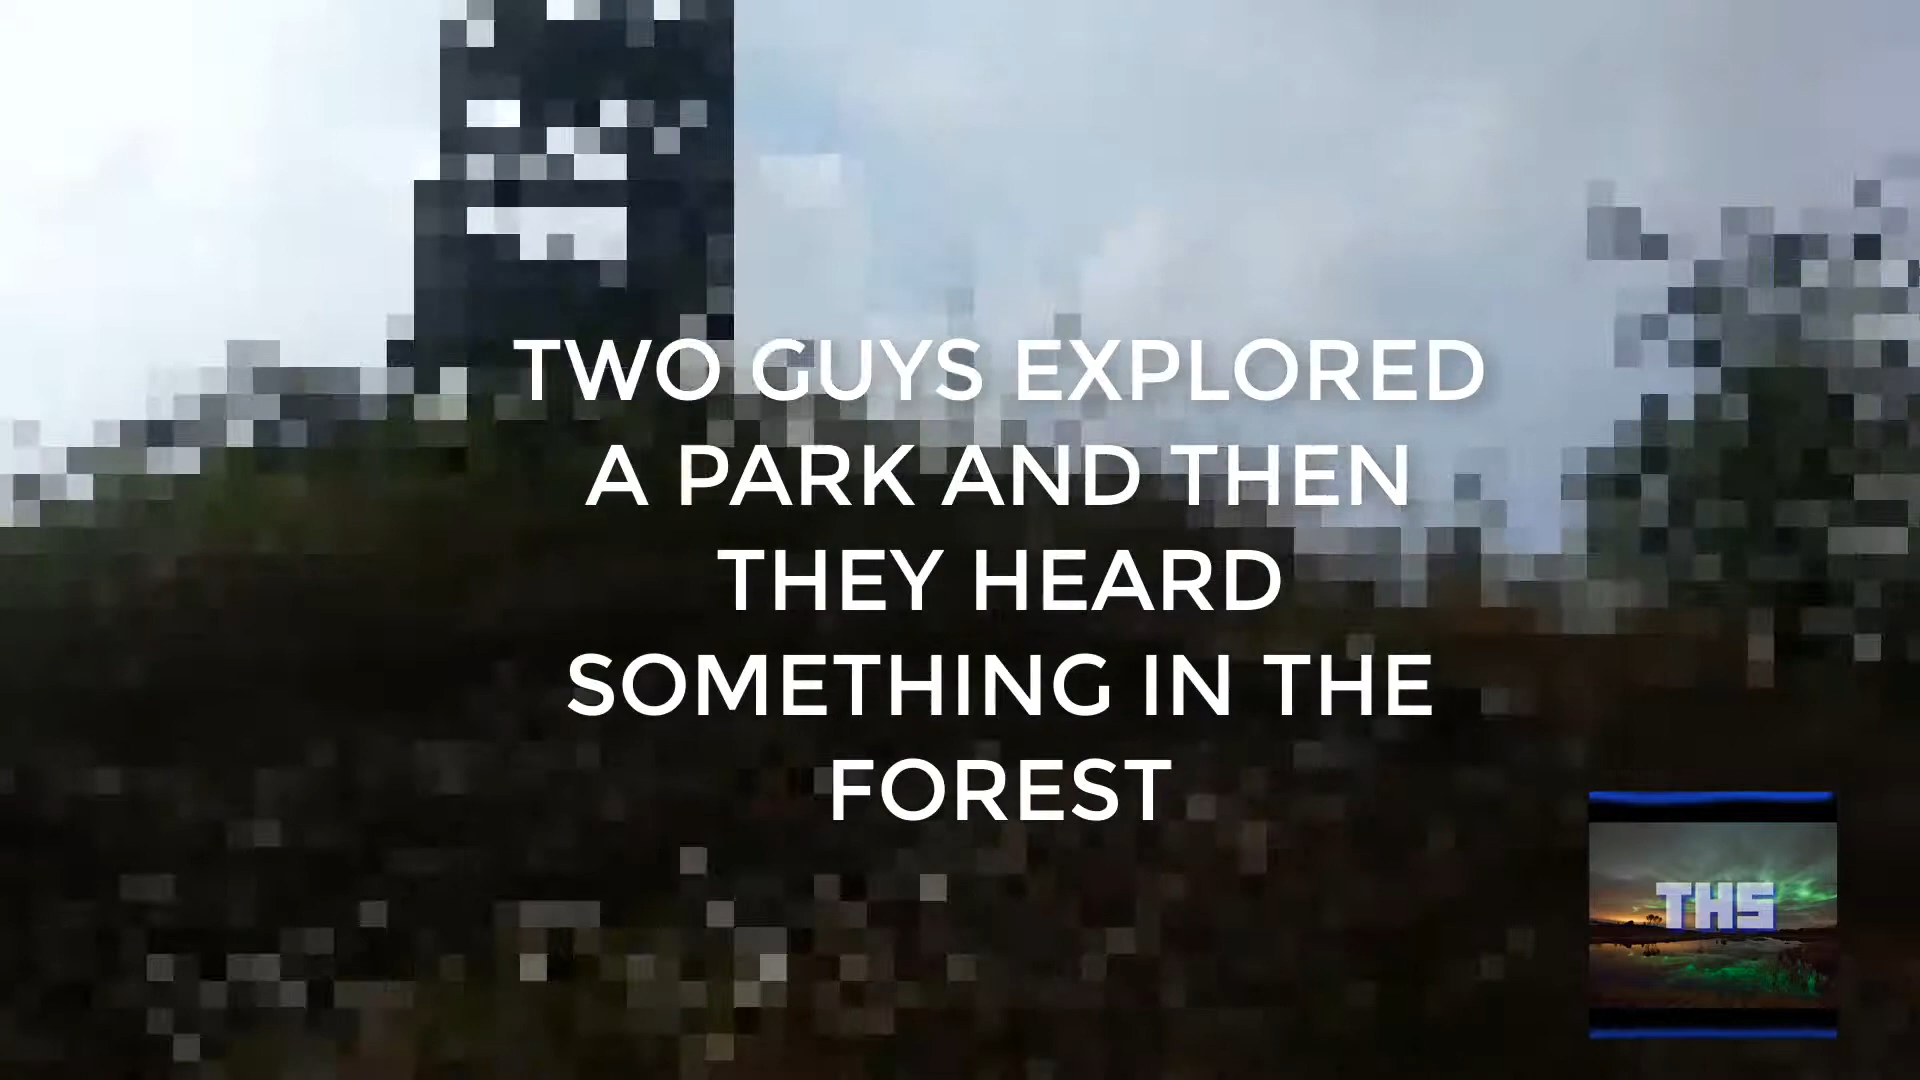 TWO GUYS EXPLORED
A PARK AND THEN
THEY HEARD
SOMETHING IN THE
FOREST
THS